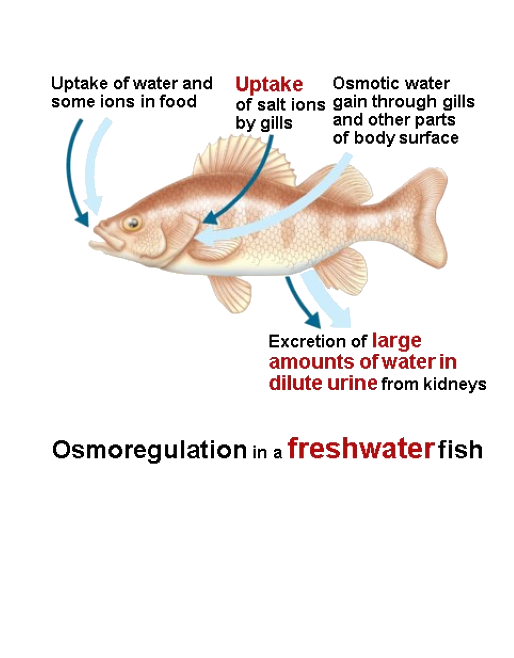 Uptake of water and
some ions in food
Uptake
of salt ions
by gills
Osmotic water
gain through gills
and other parts
of body surface
Excretion of large
amounts of water in
dilute urine from kidneys
Osmoregulation in a freshwater fish